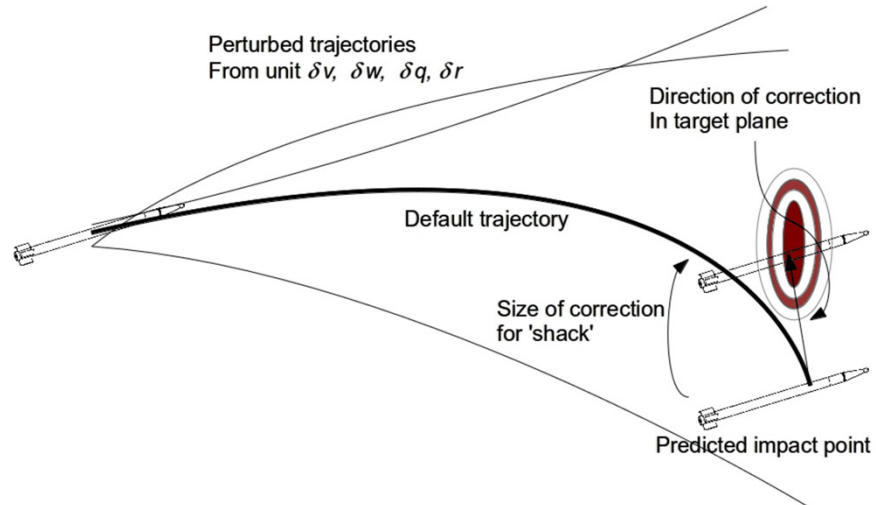 Perturbed trajectories
From unit δv, δw, δq, δr
Direction of correction
In target plane
Default trajectory
Size of correction
for 'shack'
Predicted impact point